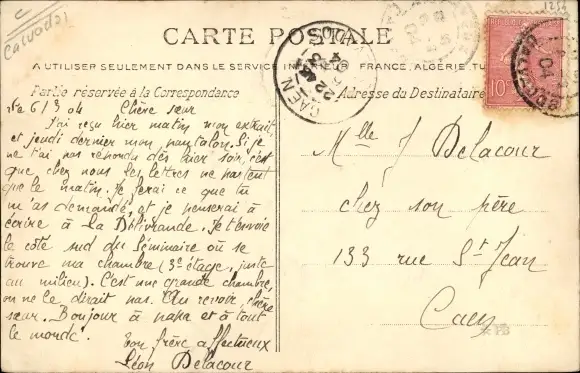 Calvados
1254
CARTE POSTALE
A UTILISER SEULEMENT DANS LE SERVICE INTÉRIEUR FRANCE, ALGÉRIE, TU
Partie réservée à la Correspondance
Adresse du Destinataire
le 6/3 04 Chère sœur
J'ai reçu hier matin mon extrait
et jeudi dernier mon pantalon. Si je
ne t'ai pas répondu dès hier soir, c'est
que chez nous les lettres ne partent
que le matin. Je ferai ce que tu
m'as demandé, et je penserai à
écrire à la Délivrande. Je t'envoie
le côté sud du Séminaire où se
trouve ma chambre (3e étage, juste
au milieu). C'est une grande chambre,
on ne le dirait pas. Au revoir, chère
sœur. Bonjour à papa et à tout
le monde.
Ton frère affectueux
Léon Delacour
Mlle J Delacour
chez son père
133 rue St Jean
Caen
CAEN
CALVADOS
04
10